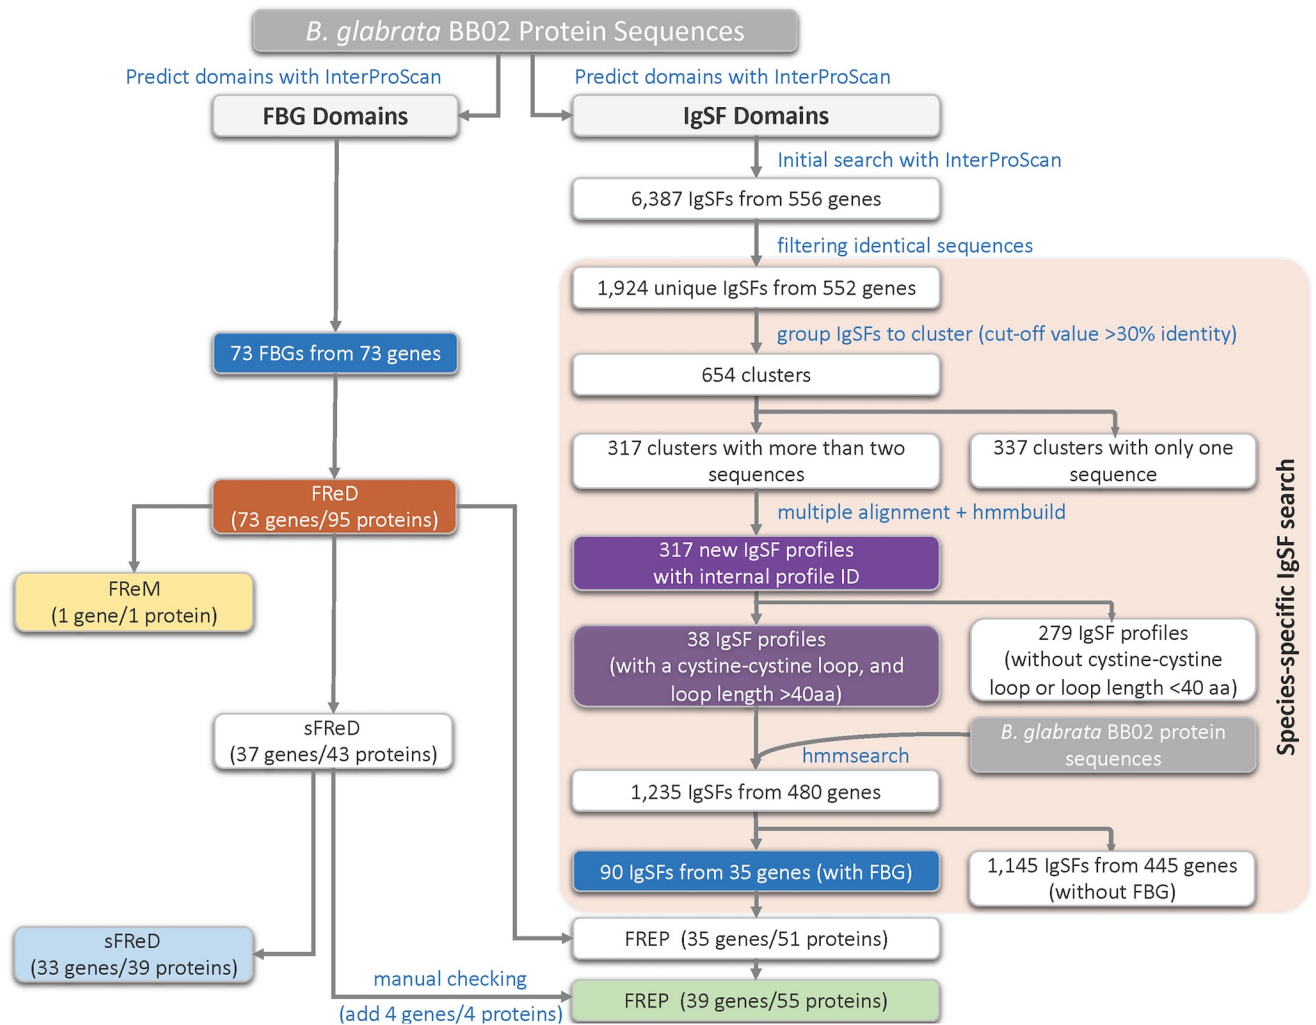 B. glabrata BB02 Protein Sequences
Predict domains with InterProScan
Predict domains with InterProScan
FBG Domains
IgSF Domains
Initial search with InterProScan
6,387 IgSFs from 556 genes
filtering identical sequences
1,924 unique IgSFs from 552 genes
group IgSFs to cluster (cut-off value >30% identity)
73 FBGs from 73 genes
654 clusters
317 clusters with more than two
sequences
337 clusters with only one
sequence
multiple alignment + hmmbuild
FReD
(73 genes/95 proteins)
317 new IgSF profiles
with internal profile ID
FReM
(1 gene/1 protein)
38 IgSF profiles
(with a cystine-cystine loop, and
loop length >40aa)
279 IgSF profiles
(without cystine-cystine
loop or loop length <40 aa)
Species-specific IgSF search
sFReD
(37 genes/43 proteins)
B. glabrata BB02 protein
sequences
hmmsearch
1,235 IgSFs from 480 genes
90 IgSFs from 35 genes (with FBG)
1,145 IgSFs from 445 genes
(without FBG)
sFReD
(33 genes/39 proteins)
FREP (35 genes/51 proteins)
manual checking
(add 4 genes/4 proteins)
FREP (39 genes/55 proteins)